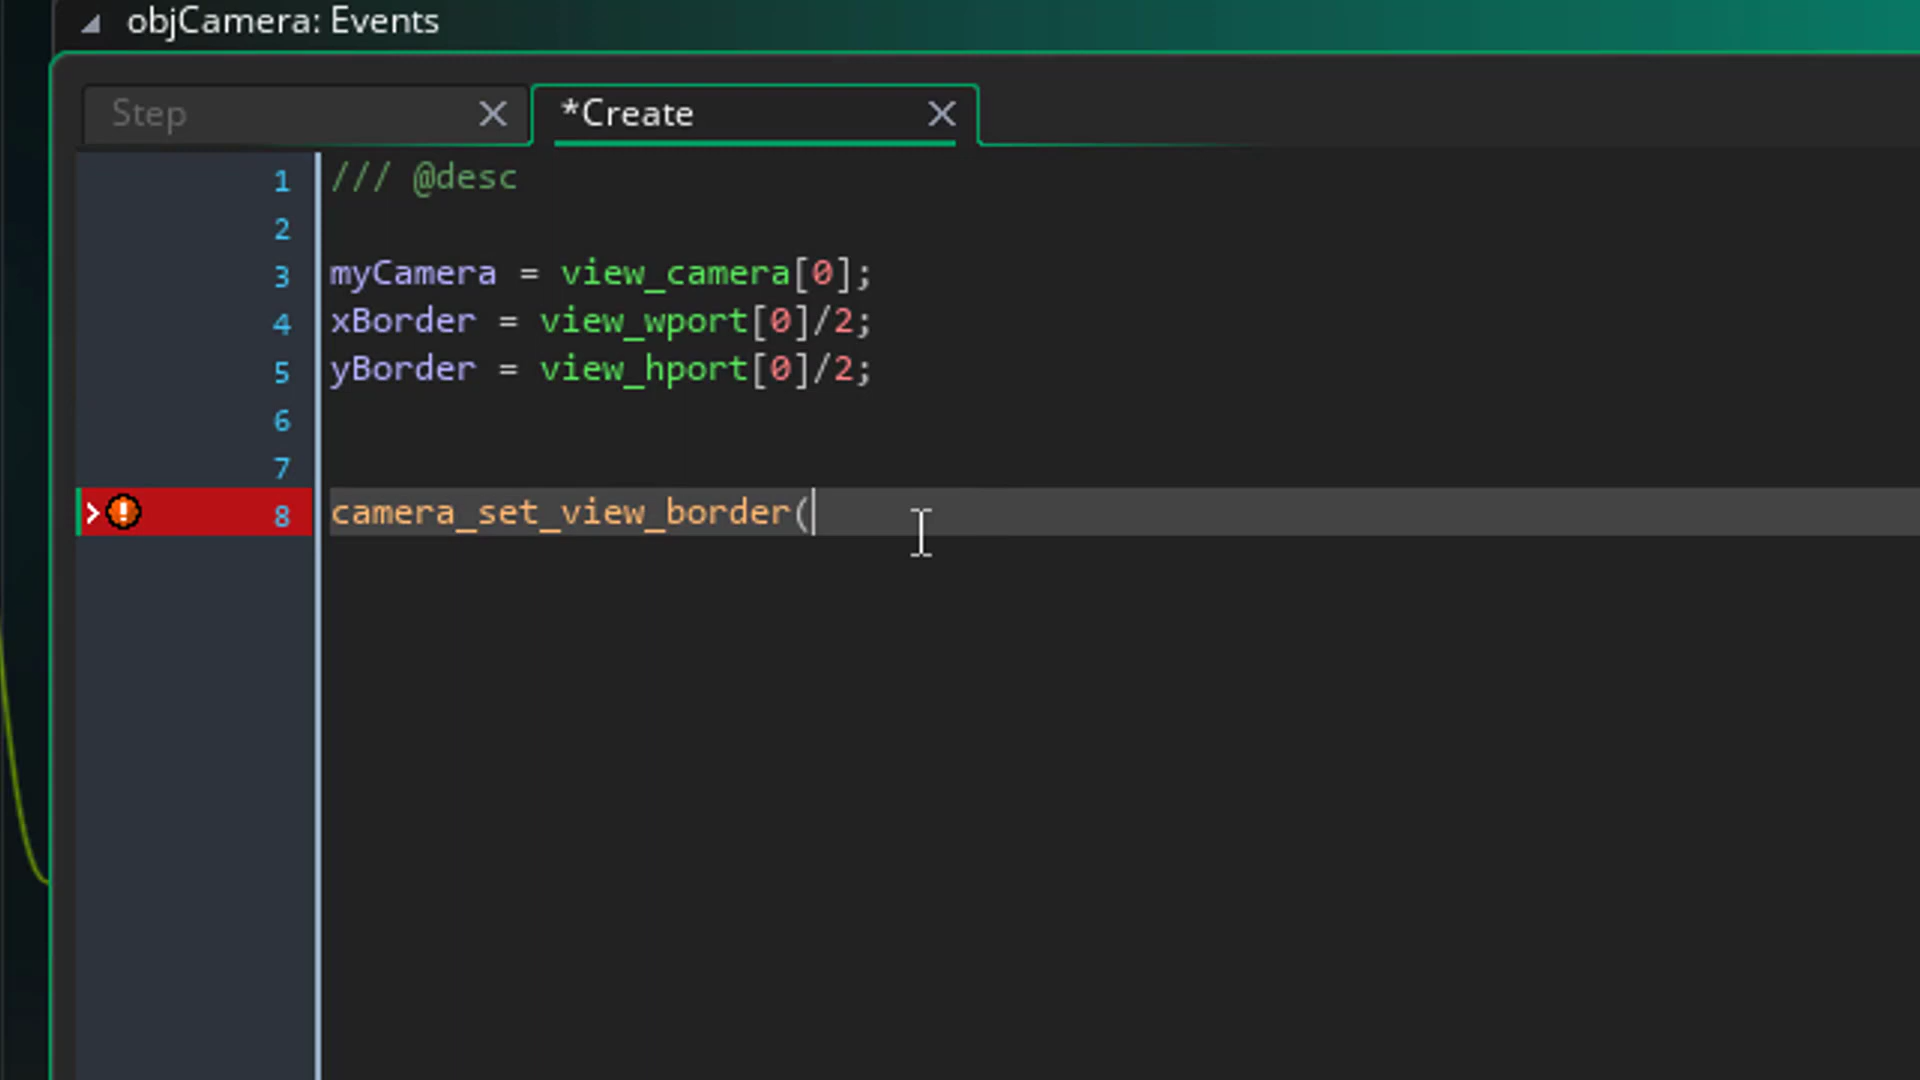 objCamera: Events
Step
*Create
1 /// @desc
2
3 myCamera = view_camera[0];
4 xBorder = view_wport[0]/2;
5 yBorder = view_hport[0]/2;
6
7
8 camera_set_view_border(